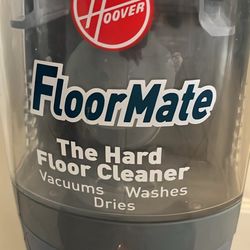 HOOVER
FloorMate
The Hard
Floor Cleaner
Vacuums Washes
Dries